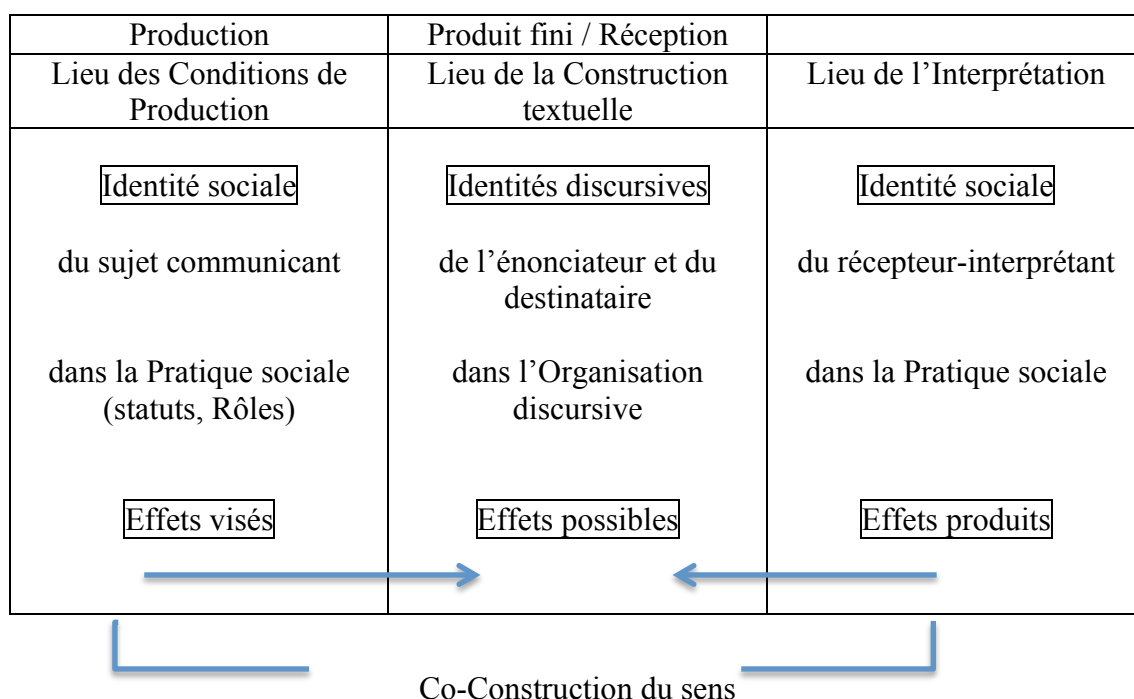 Production
Produit fini / Réception
Lieu des Conditions de
Production
Lieu de la Construction
textuelle
Lieu de l’Interprétation
Identité sociale
du sujet communicant
dans la Pratique sociale
(statuts, Rôles)
Effets visés
Identités discursives
de l’énonciateur et du
destinataire
dans l’Organisation
discursive
Effets possibles
Identité sociale
du récepteur-interprétant
dans la Pratique sociale
Effets produits
Co-Construction du sens